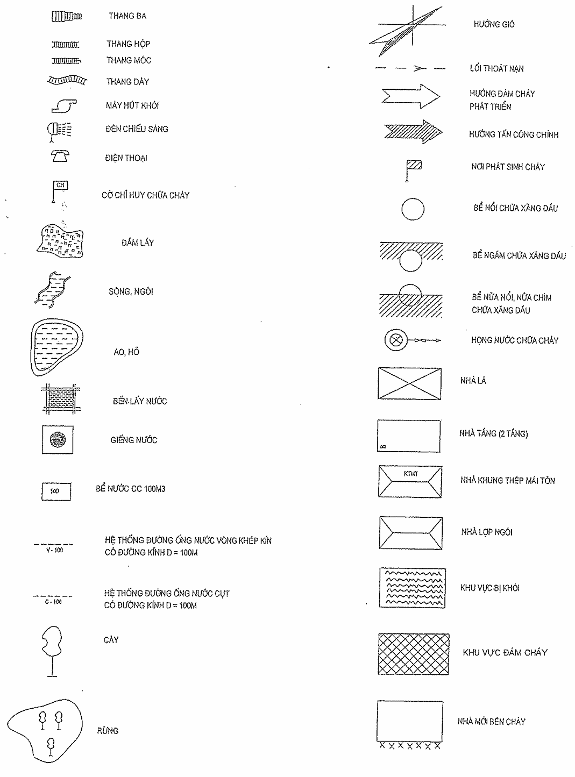 THANG BA
THANG HỘP
THANG MÓC
THANG DÂY
MÁY HÚT KHÓI
ĐÈN CHIẾU SÁNG
ĐIỆN THOẠI
CH
CỜ CHỈ HUY CHỮA CHÁY
ĐẦM LẦY
SÔNG, NGÒI
AO, HỒ
BẾN LẤY NƯỚC
GIẾNG NƯỚC
100
BỂ NƯỚC CC 100M3
V - 100
HỆ THỐNG ĐƯỜNG ỐNG NƯỚC VÒNG KHÉP KÍN
CÓ ĐƯỜNG KÍNH D = 100M
C - 100
HỆ THỐNG ĐƯỜNG ỐNG NƯỚC CỤT
CÓ ĐƯỜNG KÍNH D = 100M
CÂY
RỪNG
HƯỚNG GIÓ
LỐI THOÁT NẠN
HƯỚNG ĐÁM CHÁY
PHÁT TRIỂN
HƯỚNG TẤN CÔNG CHÍNH
NƠI PHÁT SINH CHÁY
BỂ NỔI CHỨA XĂNG DẦU
BỂ NGẦM CHỨA XĂNG DẦU
BỂ NỬA NỔI, NỬA CHÌM
CHỨA XĂNG DẦU
HỌNG NƯỚC CHỮA CHÁY
NHÀ LÁ
NHÀ TẦNG (2 TẦNG)
KTMT
NHÀ KHUNG THÉP MÁI TÔN
NHÀ LỢP NGÓI
KHU VỰC BỊ KHÓI
KHU VỰC ĐÁM CHÁY
NHÀ MỚI BÉN CHÁY